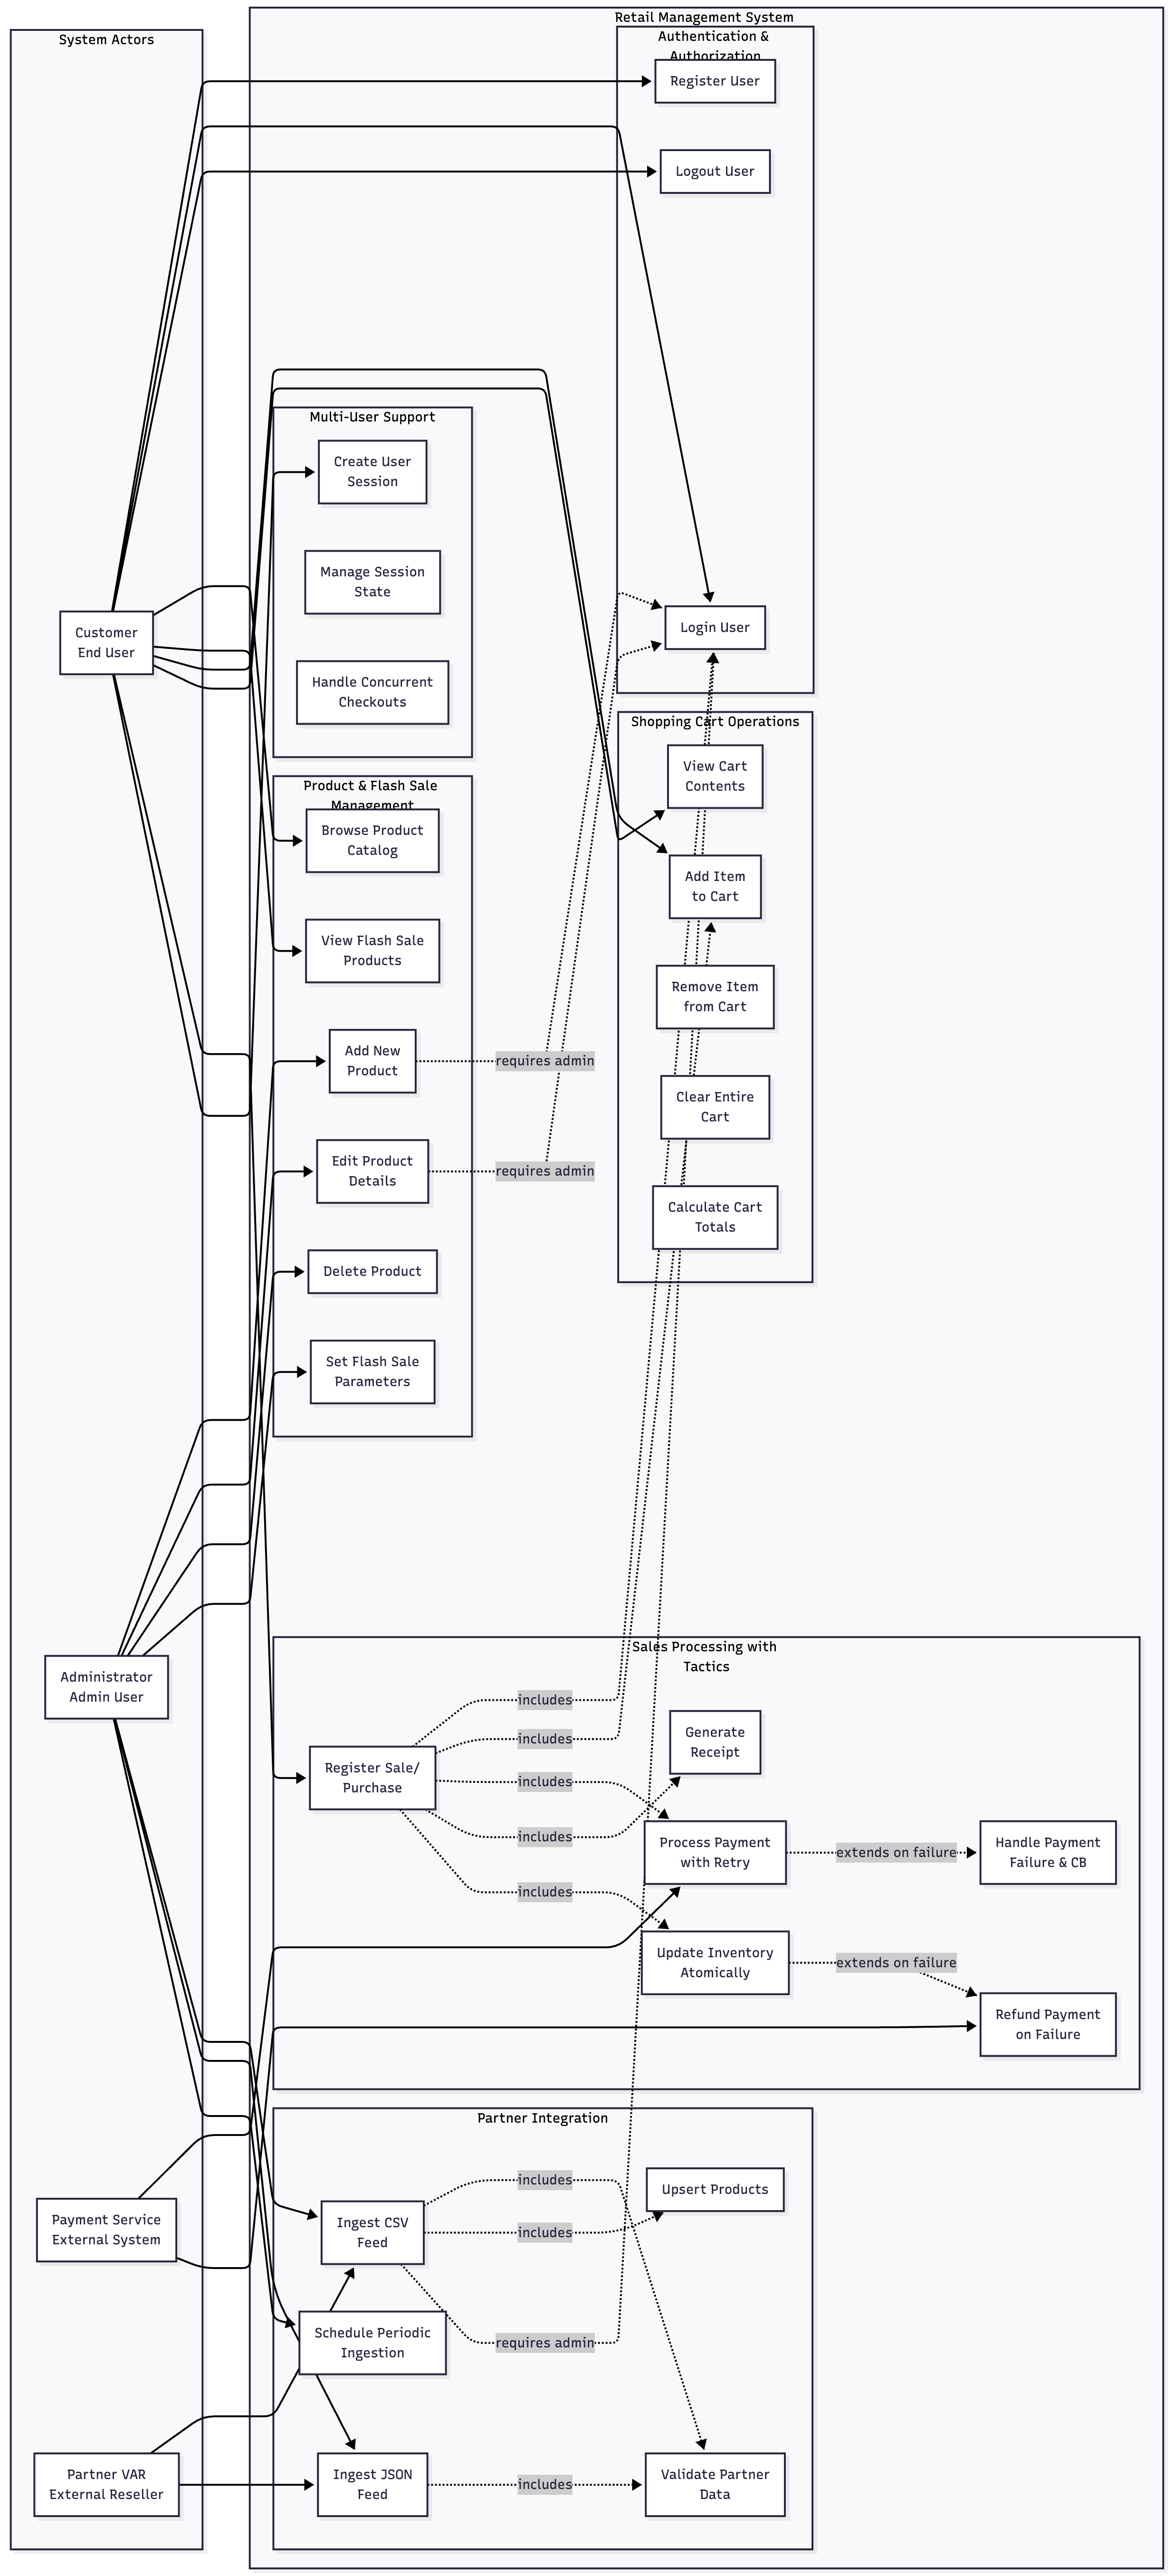 System Actors
Customer
End User
Administrator
Admin User
Payment Service
External System
Partner VAR
External Reseller
Retail Management System
Authentication &
Authorization
Register User
Logout User
Login User
Multi-User Support
Create User
Session
Manage Session
State
Handle Concurrent
Checkouts
Product & Flash Sale
Management
Browse Product
Catalog
View Flash Sale
Products
Add New
Product
requires admin
Edit Product
Details
requires admin
Delete Product
Set Flash Sale
Parameters
Shopping Cart Operations
View Cart
Contents
Add Item
to Cart
Remove Item
from Cart
Clear Entire
Cart
Calculate Cart
Totals
Sales Processing with
Tactics
Register Sale/
Purchase
includes
includes
includes
includes
includes
Generate
Receipt
Process Payment
with Retry
extends on failure
Handle Payment
Failure & CB
Update Inventory
Atomically
extends on failure
Refund Payment
on Failure
Partner Integration
Ingest CSV
Feed
includes
includes
requires admin
Upsert Products
Schedule Periodic
Ingestion
Ingest JSON
Feed
includes
Validate Partner
Data